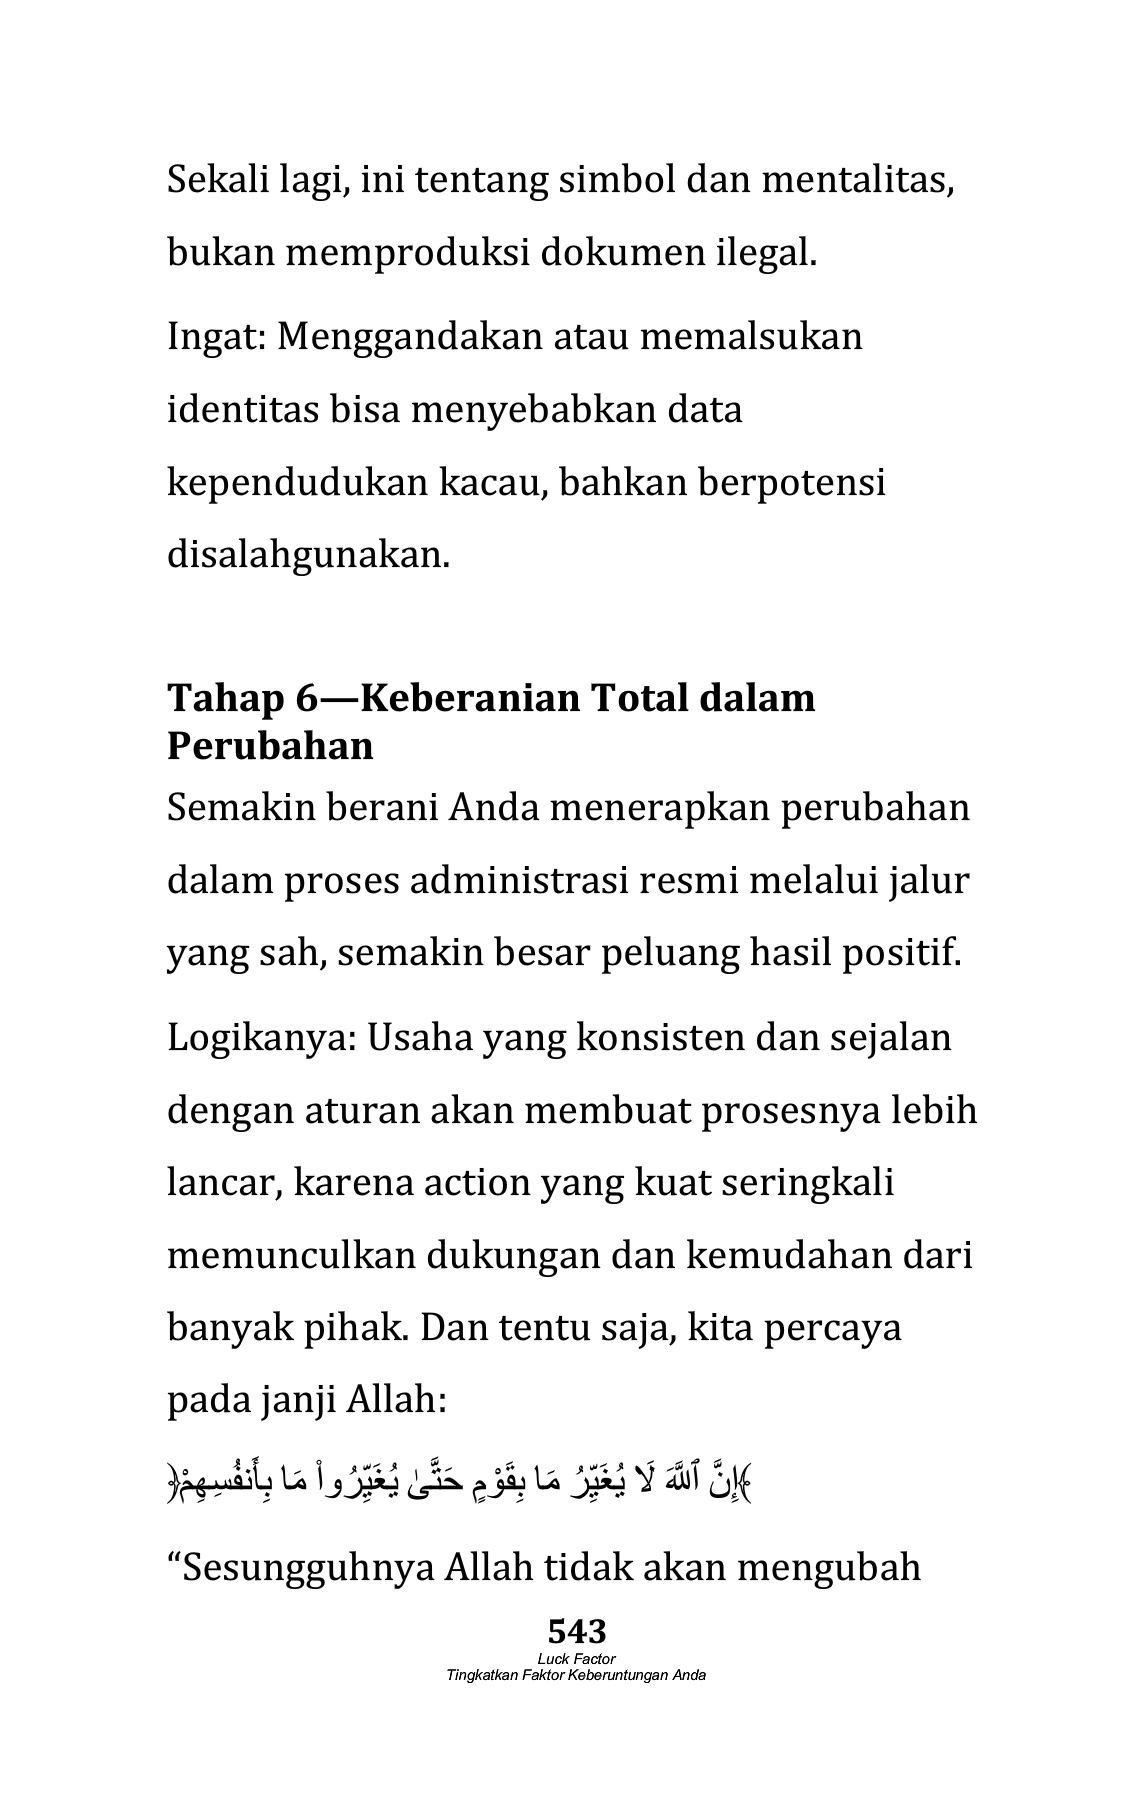 Sekali lagi, ini tentang simbol dan mentalitas,
bukan memproduksi dokumen ilegal.
Ingat: Menggandakan atau memalsukan
identitas bisa menyebabkan data
kependudukan kacau, bahkan berpotensi
disalahgunakan.
Tahap 6—Keberanian Total dalam
Perubahan
Semakin berani Anda menerapkan perubahan
dalam proses administrasi resmi melalui jalur
yang sah, semakin besar peluang hasil positif.
Logikanya: Usaha yang konsisten dan sejalan
dengan aturan akan membuat prosesnya lebih
lancar, karena action yang kuat seringkali
memunculkan dukungan dan kemudahan dari
banyak pihak. Dan tentu saja, kita percaya
pada janji Allah:
﴿إِنَّ ٱللَّهَ لَا يُغَيِّرُ مَا بِقَوْمٍ حَتَّىٰ يُغَيِّرُوا۟ مَا بِأَنفُسِهِمْ﴾
“Sesungguhnya Allah tidak akan mengubah
543
Luck Factor
Tingkatkan Faktor Keberuntungan Anda